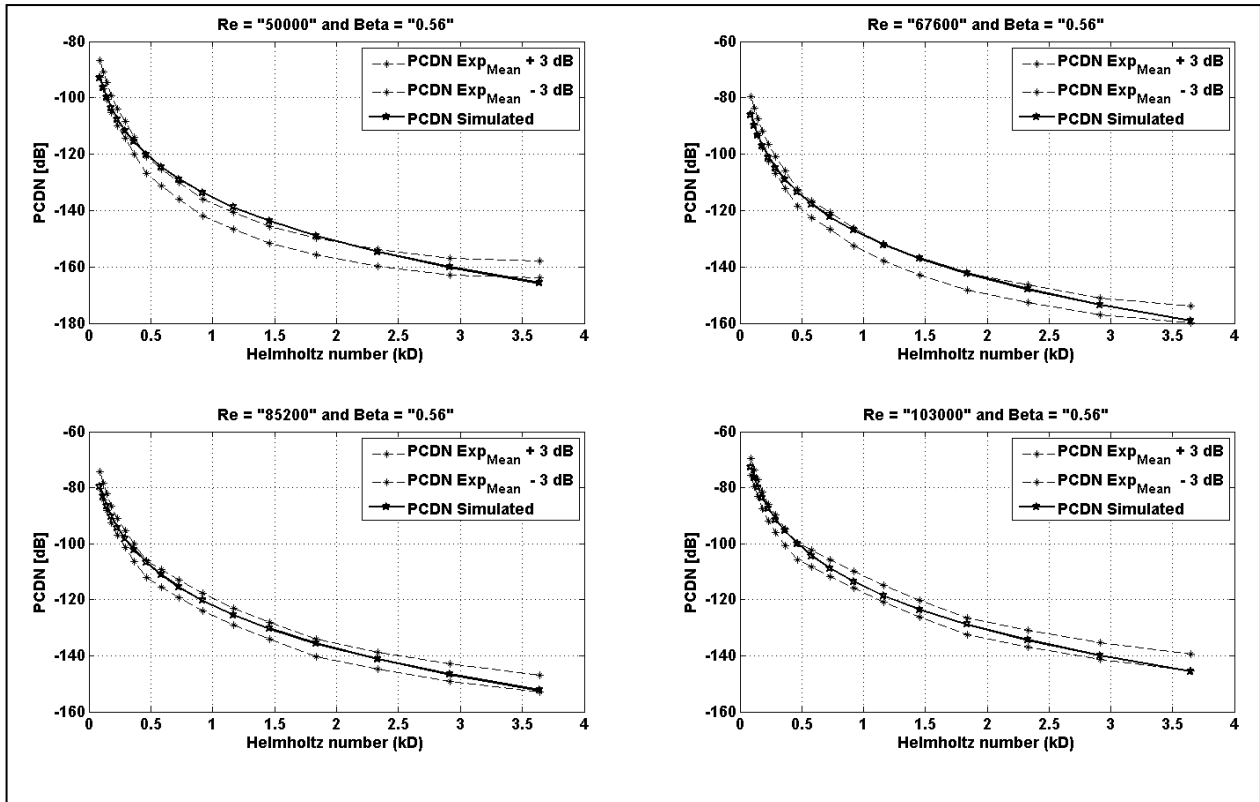 Re = "50000" and Beta = "0.56"
PCDN [dB]
-80
-100
-120
-140
-160
-180
0 0.5 1 1.5 2 2.5 3 3.5 4
Helmholtz number (kD)
PCDN Exp_Mean + 3 dB
PCDN Exp_Mean - 3 dB
PCDN Simulated
Re = "67600" and Beta = "0.56"
PCDN [dB]
-60
-80
-100
-120
-140
-160
0 0.5 1 1.5 2 2.5 3 3.5 4
Helmholtz number (kD)
PCDN Exp_Mean + 3 dB
PCDN Exp_Mean - 3 dB
PCDN Simulated
Re = "85200" and Beta = "0.56"
PCDN [dB]
-60
-80
-100
-120
-140
-160
0 0.5 1 1.5 2 2.5 3 3.5 4
Helmholtz number (kD)
PCDN Exp_Mean + 3 dB
PCDN Exp_Mean - 3 dB
PCDN Simulated
Re = "103000" and Beta = "0.56"
PCDN [dB]
-60
-80
-100
-120
-140
-160
0 0.5 1 1.5 2 2.5 3 3.5 4
Helmholtz number (kD)
PCDN Exp_Mean + 3 dB
PCDN Exp_Mean - 3 dB
PCDN Simulated